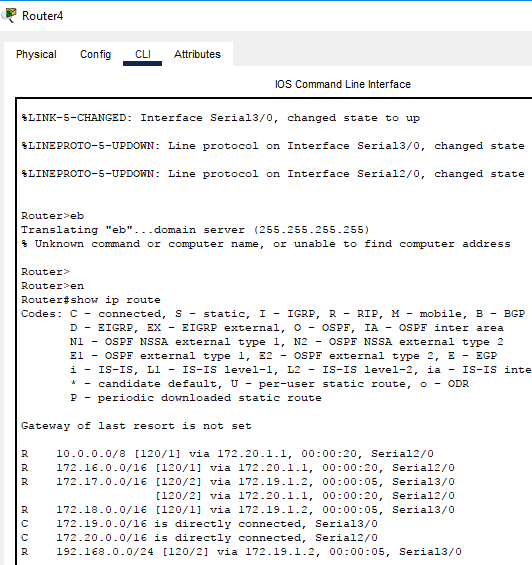 Router4
Physical Config CLI Attributes
IOS Command Line Interface
%LINK-5-CHANGED: Interface Serial3/0, changed state to up
%LINEPROTO-5-UPDOWN: Line protocol on Interface Serial3/0, changed state
%LINEPROTO-5-UPDOWN: Line protocol on Interface Serial2/0, changed state
Router>eb
Translating "eb"...domain server (255.255.255.255)
% Unknown command or computer name, or unable to find computer address
Router>
Router>en
Router#show ip route
Codes: C - connected, S - static, I - IGRP, R - RIP, M - mobile, B - BGP
D - EIGRP, EX - EIGRP external, O - OSPF, IA - OSPF inter area
N1 - OSPF NSSA external type 1, N2 - OSPF NSSA external type 2
E1 - OSPF external type 1, E2 - OSPF external type 2, E - EGP
i - IS-IS, L1 - IS-IS level-1, L2 - IS-IS level-2, ia - IS-IS inte
* - candidate default, U - per-user static route, o - ODR
P - periodic downloaded static route
Gateway of last resort is not set
R 10.0.0.0/8 [120/1] via 172.20.1.1, 00:00:20, Serial2/0
R 172.16.0.0/16 [120/1] via 172.20.1.1, 00:00:20, Serial2/0
R 172.17.0.0/16 [120/2] via 172.19.1.2, 00:00:05, Serial3/0
[120/2] via 172.20.1.1, 00:00:20, Serial2/0
R 172.18.0.0/16 [120/1] via 172.19.1.2, 00:00:05, Serial3/0
C 172.19.0.0/16 is directly connected, Serial3/0
C 172.20.0.0/16 is directly connected, Serial2/0
R 192.168.0.0/24 [120/2] via 172.19.1.2, 00:00:05, Serial3/0